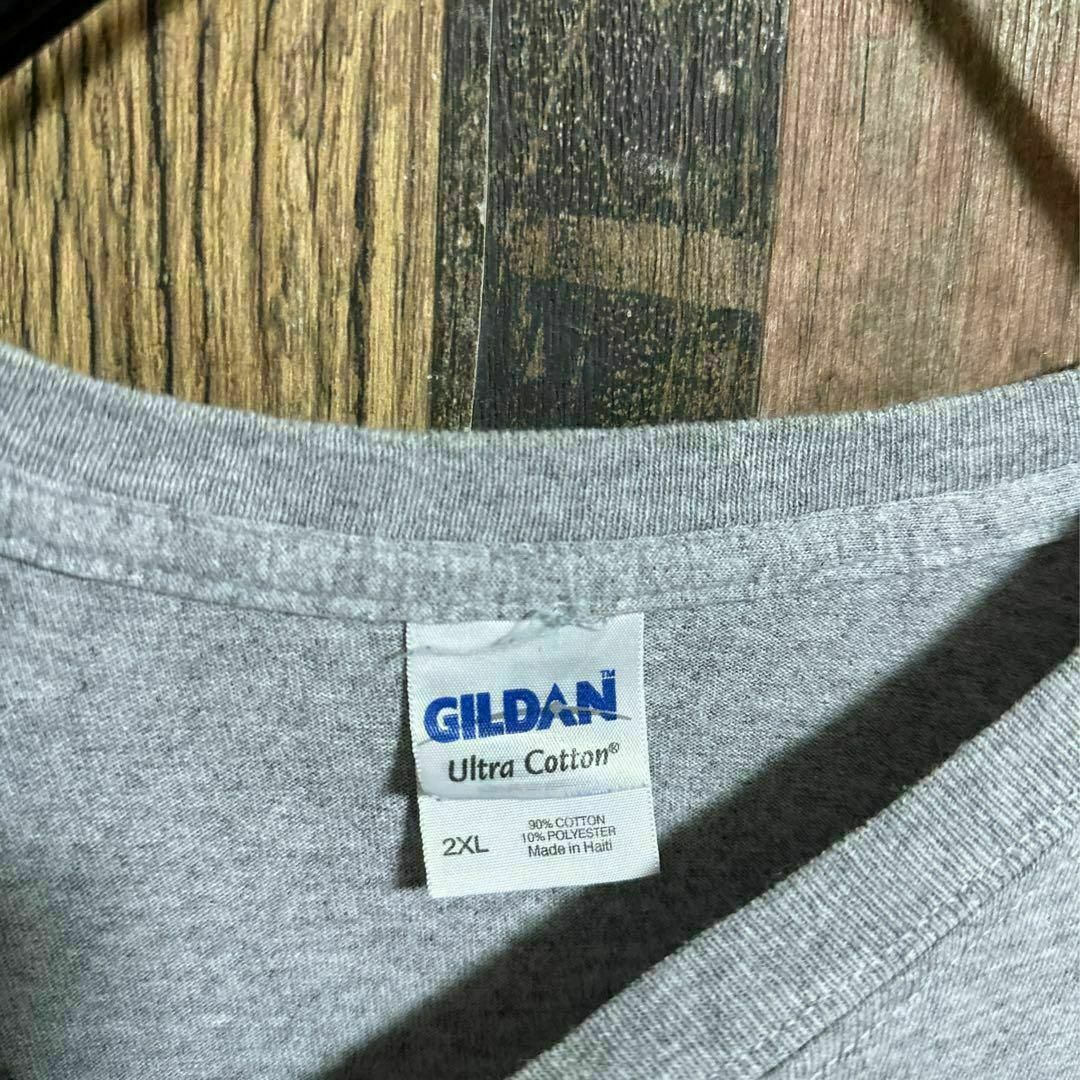 GILDAN™
Ultra Cotton®
2XL
90% COTTON
10% POLYESTER
Made in Haiti